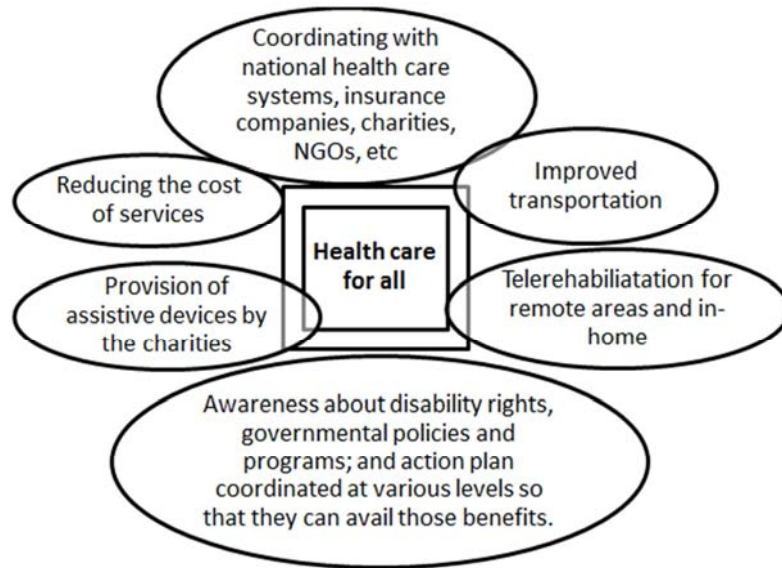 Coordinating with
national health care
systems, insurance
companies, charities,
NGOs, etc
Reducing the cost
of services
Improved
transportation
Health care
for all
Provision of
assistive devices by
the charities
Telerehabiliatation for
remote areas and in-
home
Awareness about disability rights,
governmental policies and
programs; and action plan
coordinated at various levels so
that they can avail those benefits.